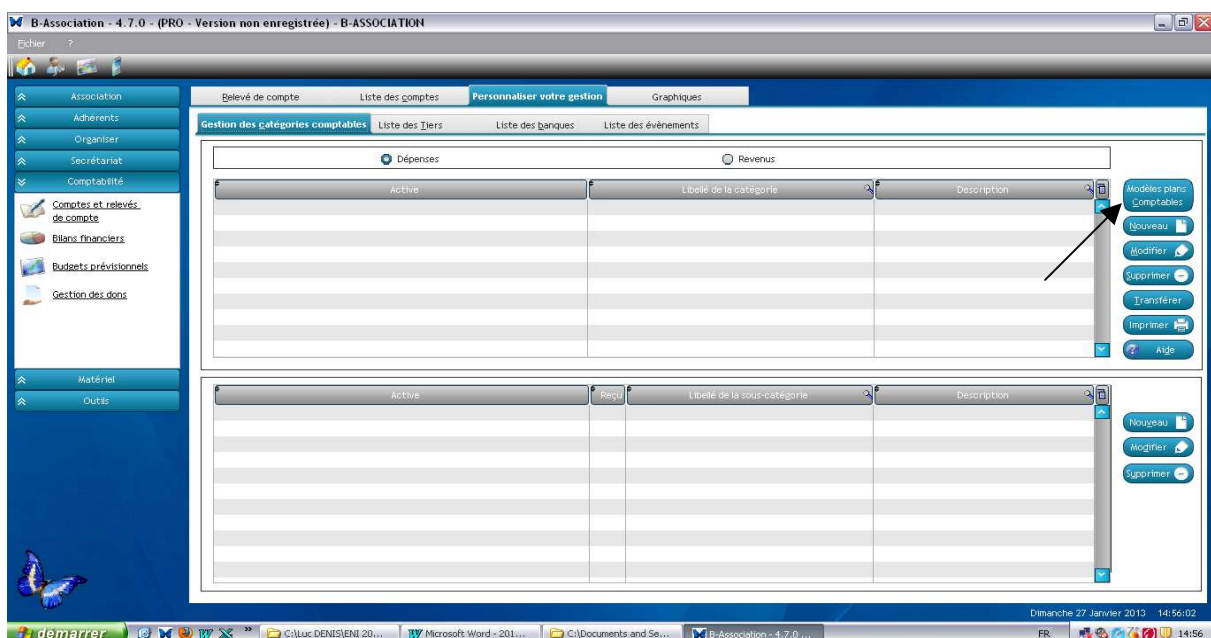 B-Association - 4.7.0 - (PRO - Version non enregistrée) - B-ASSOCIATION
Fichier ?
Association
Adhérents
Organiser
Secrétariat
Comptabilité
Comptes et relevés
de compte
Bilans financiers
Budgets prévisionnels
Gestion des dons
Matériel
Outils
Relevé de compte Liste des comptes Personnaliser votre gestion Graphiques
Gestion des catégories comptables Liste des Tiers Liste des banques Liste des évènements
Dépenses Revenus
Active Libellé de la catégorie Description
Modèles plans
Comptables
Nouveau
Modifier
Supprimer
Transférer
Imprimer
Aide
Active Reçu Libellé de la sous-catégorie Description
Nouveau
Modifier
Supprimer
Dimanche 27 Janvier 2013 14:56:02
démarrer C:\Luc DENIS\ENI 20... Microsoft Word - 201... C:\Documents and Se... B-Association - 4.7.0 ... FR 14:56